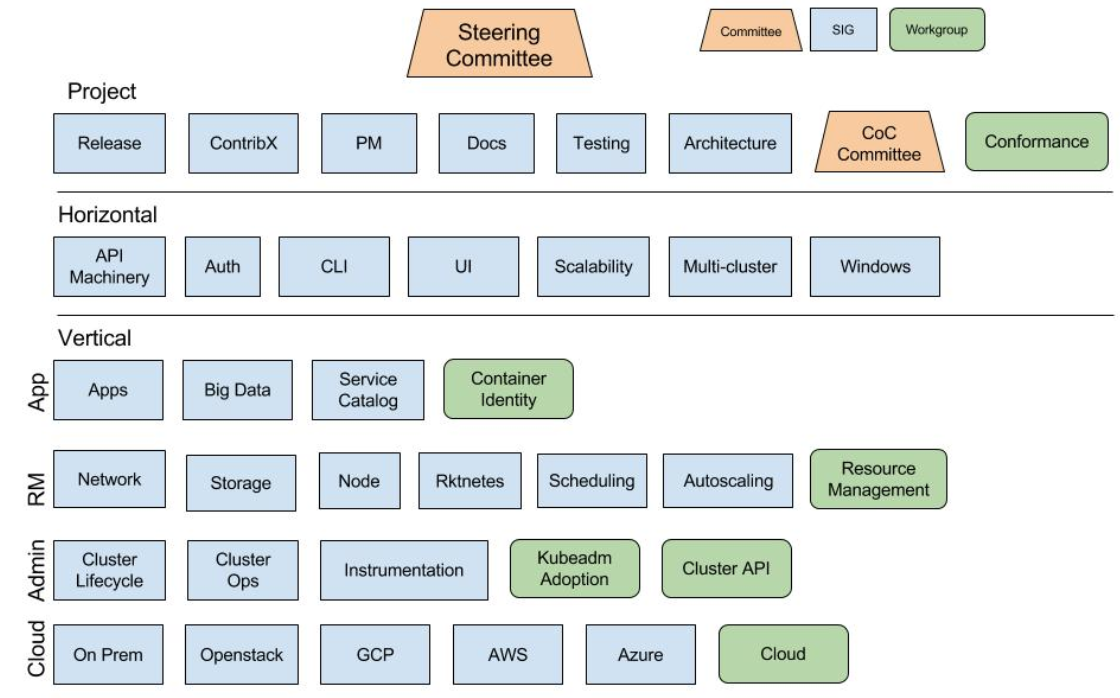 Steering
Committee
Committee
SIG
Workgroup
Project
Release
ContribX
PM
Docs
Testing
Architecture
CoC
Committee
Conformance
Horizontal
API
Machinery
Auth
CLI
UI
Scalability
Multi-cluster
Windows
Vertical
App
Apps
Big Data
Service
Catalog
Container
Identity
RM
Network
Storage
Node
Rktnetes
Scheduling
Autoscaling
Resource
Management
Admin
Cluster
Lifecycle
Cluster
Ops
Instrumentation
Kubeadm
Adoption
Cluster API
Cloud
On Prem
Openstack
GCP
AWS
Azure
Cloud